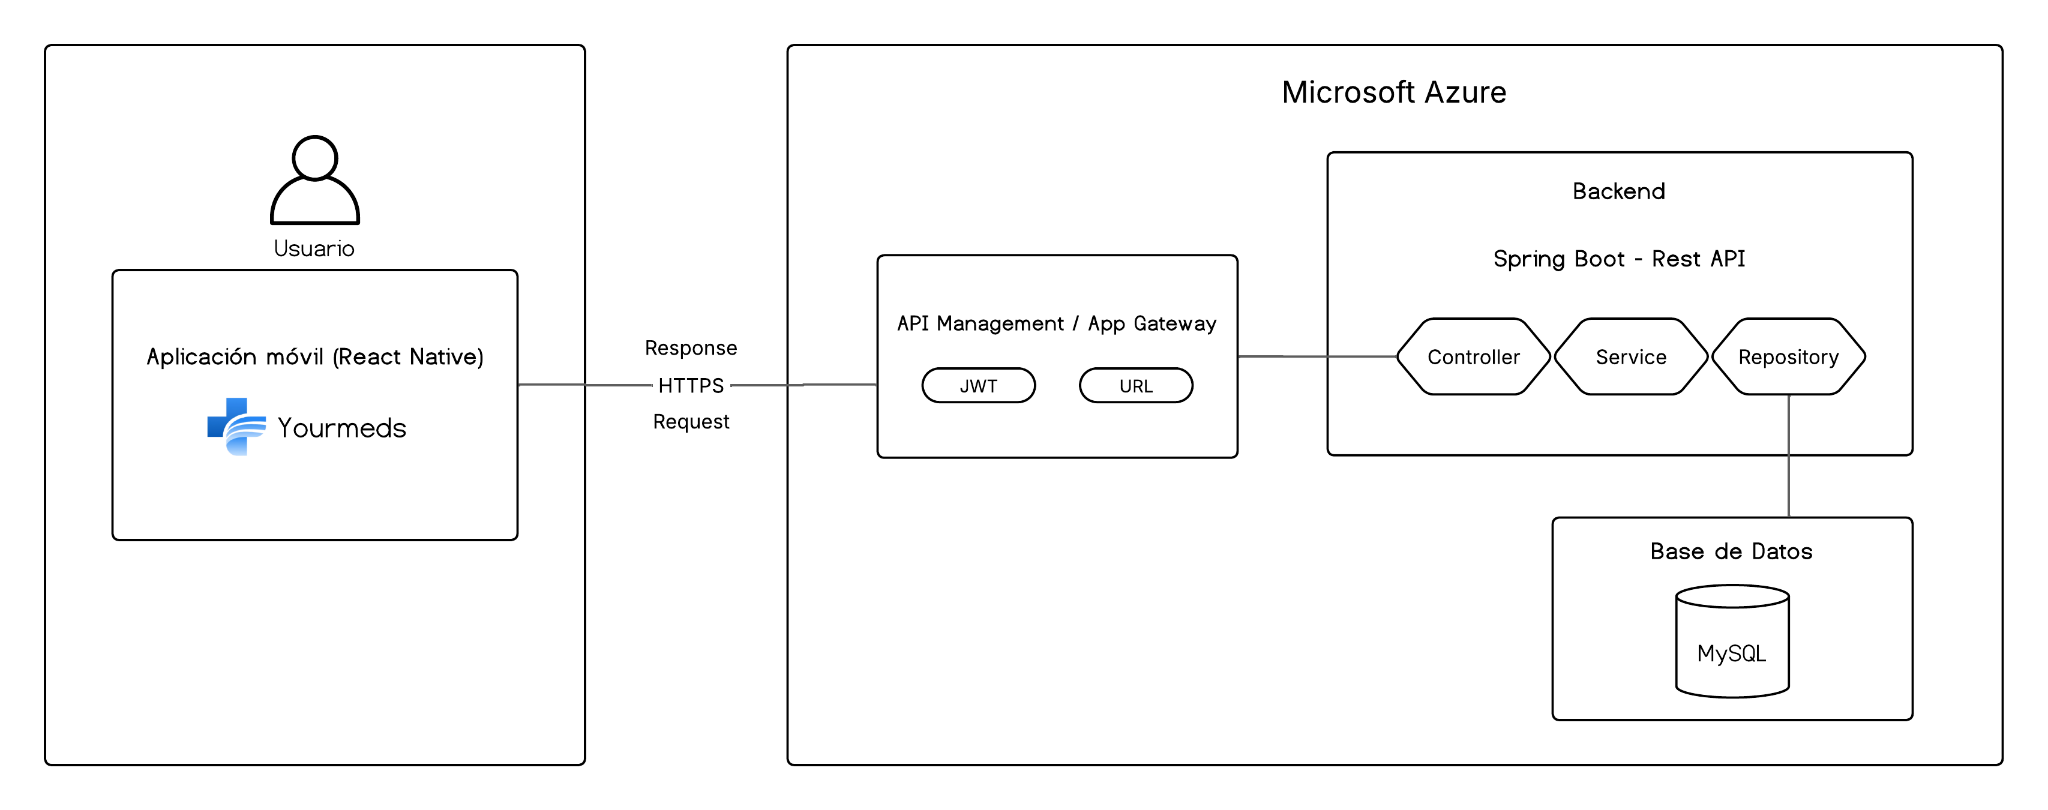 Usuario
Aplicación móvil (React Native)
Yourmeds
Response
HTTPS
Request
Microsoft Azure
API Management / App Gateway
JWT
URL
Backend
Spring Boot - Rest API
Controller
Service
Repository
Base de Datos
MySQL